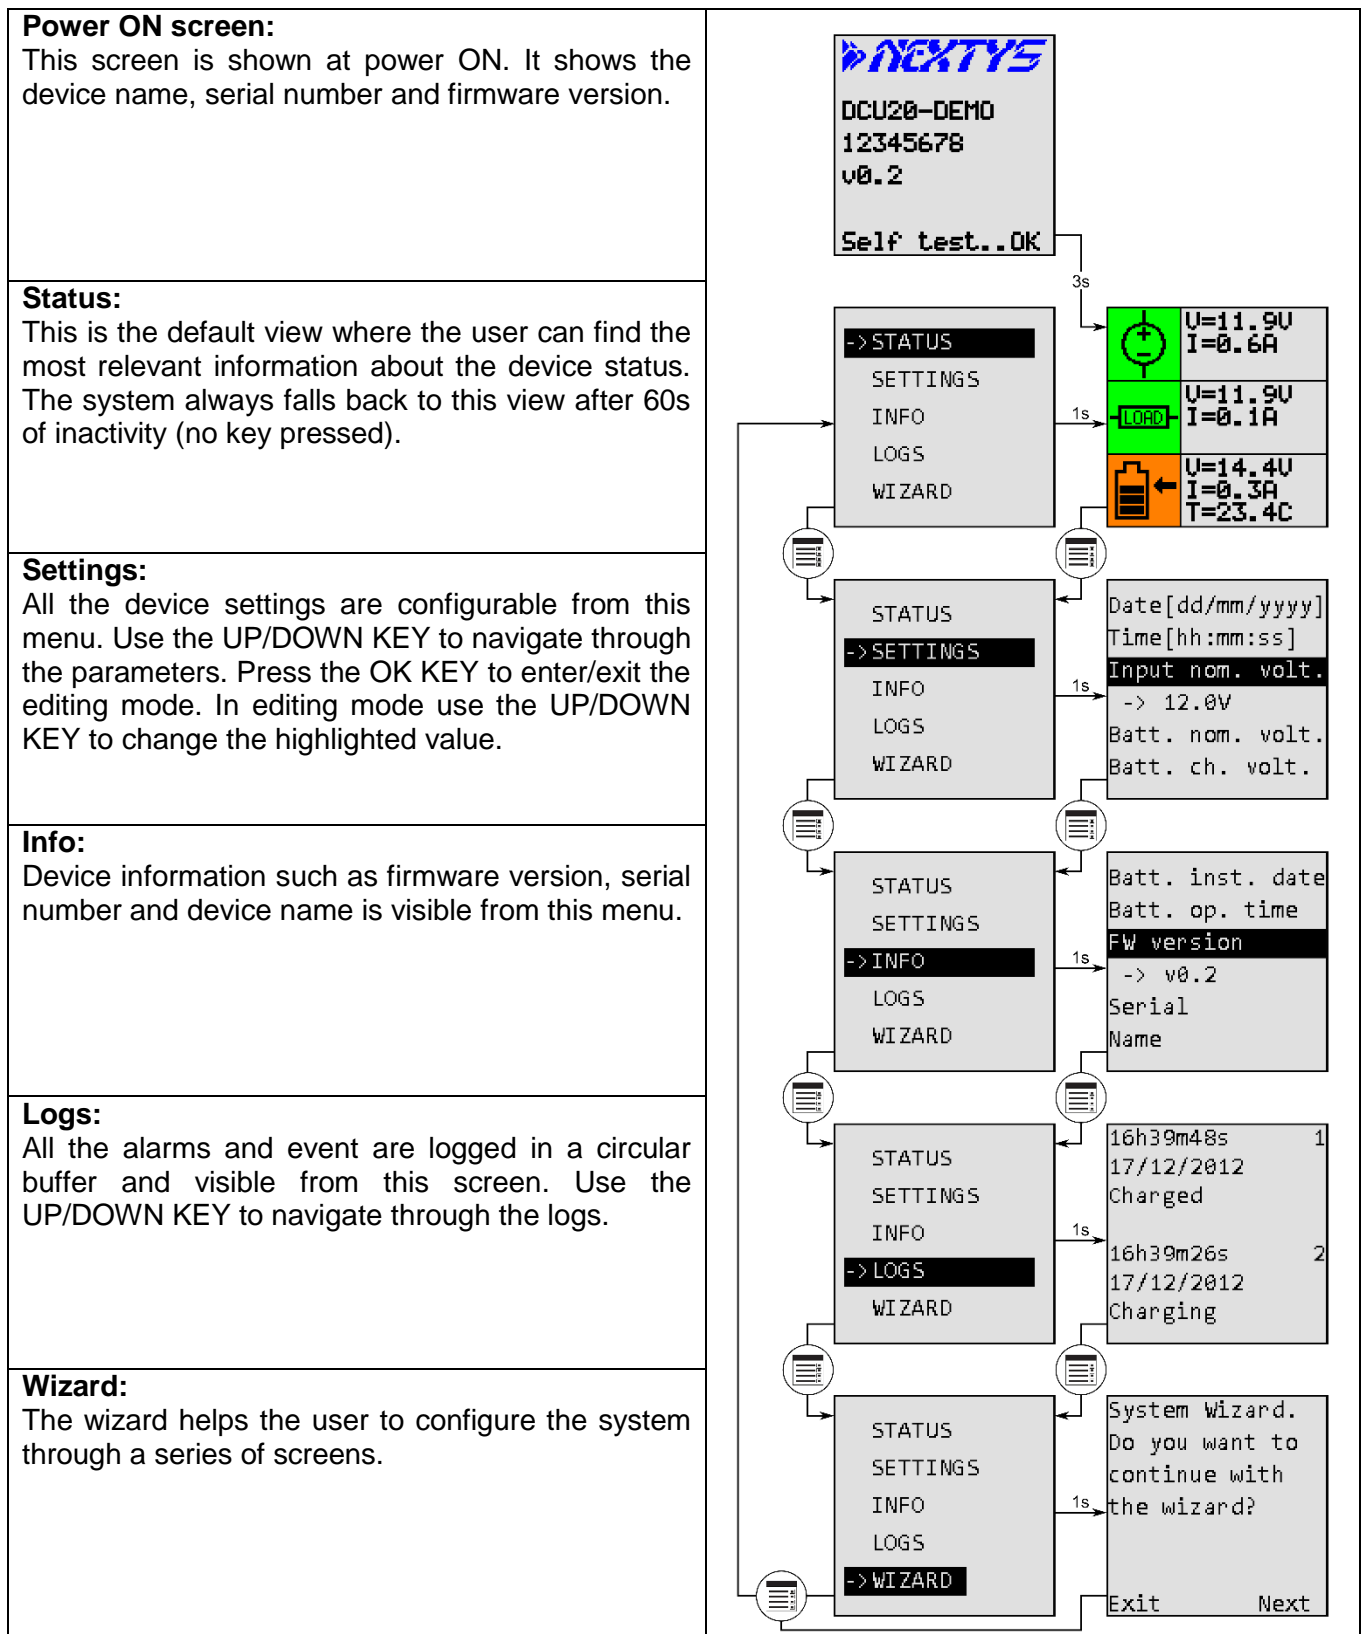 Power ON screen:
This screen is shown at power ON. It shows the
device name, serial number and firmware version.
NEXTYS
DCU20-DEMO
12345678
v0.2
Self test..OK
3s
Status:
This is the default view where the user can find the
most relevant information about the device status.
The system always falls back to this view after 60s
of inactivity (no key pressed).
->STATUS
SETTINGS
INFO
LOGS
WIZARD
1s
V=11.9V
I=0.6A
LOAD
V=11.9V
I=0.1A
V=14.4V
I=0.3A
T=23.4C
Settings:
All the device settings are configurable from this
menu. Use the UP/DOWN KEY to navigate through
the parameters. Press the OK KEY to enter/exit the
editing mode. In editing mode use the UP/DOWN
KEY to change the highlighted value.
STATUS
->SETTINGS
INFO
LOGS
WIZARD
1s
Date[dd/mm/yyyy]
Time[hh:mm:ss]
Input nom. volt.
-> 12.0V
Batt. nom. volt.
Batt. ch. volt.
Info:
Device information such as firmware version, serial
number and device name is visible from this menu.
STATUS
SETTINGS
->INFO
LOGS
WIZARD
1s
Batt. inst. date
Batt. op. time
FW version
-> v0.2
Serial
Name
Logs:
All the alarms and event are logged in a circular
buffer and visible from this screen. Use the
UP/DOWN KEY to navigate through the logs.
STATUS
SETTINGS
INFO
->LOGS
WIZARD
1s
16h39m48s 1
17/12/2012
Charged
16h39m26s 2
17/12/2012
Charging
Wizard:
The wizard helps the user to configure the system
through a series of screens.
STATUS
SETTINGS
INFO
LOGS
->WIZARD
1s
System Wizard.
Do you want to
continue with
the wizard?
Exit Next